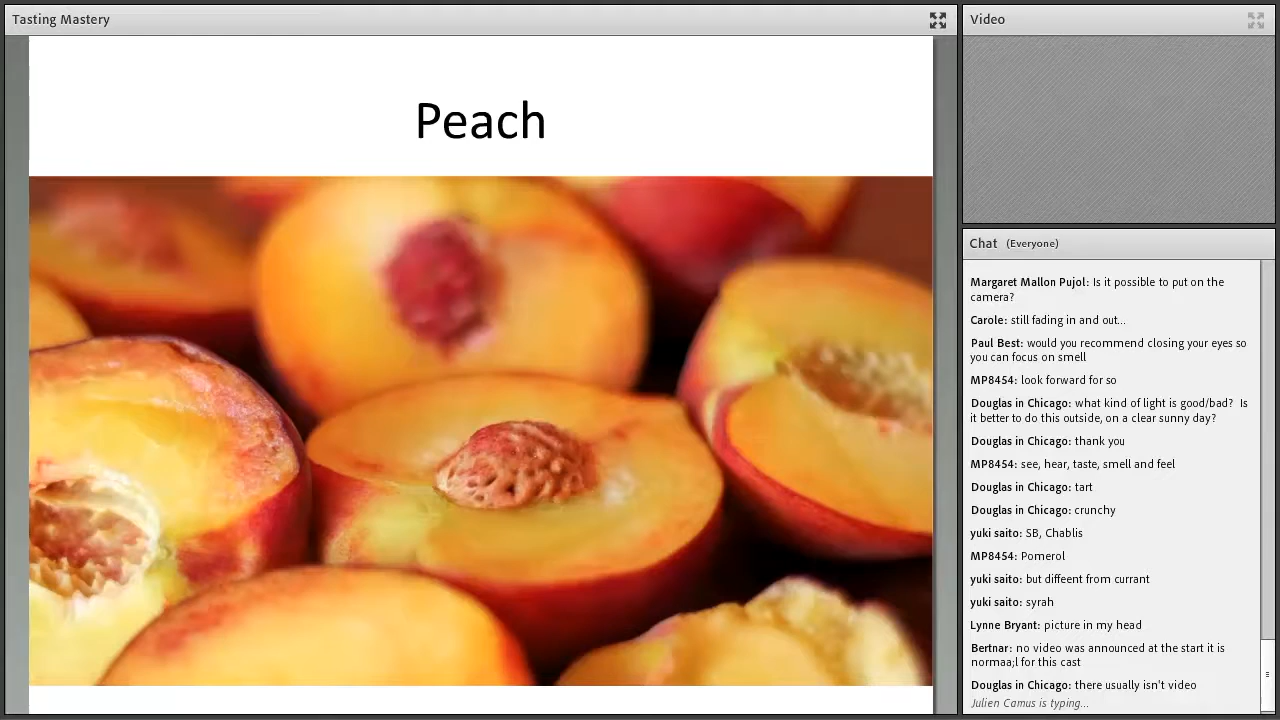 Tasting Mastery
Peach
Video
Chat (Everyone)
Margaret Mallon Pujol: Is it possible to put on the
camera?
Carole: still fading in and out...
Paul Best: would you recommend closing your eyes so
you can focus on smell
MP8454: look forward for so
Douglas in Chicago: what kind of light is good/bad? Is
it better to do this outside, on a clear sunny day?
Douglas in Chicago: thank you
MP8454: see, hear, taste, smell and feel
Douglas in Chicago: tart
Douglas in Chicago: crunchy
yuki saito: SB, Chablis
MP8454: Pomerol
yuki saito: but diffeent from currant
yuki saito: syrah
Lynne Bryant: picture in my head
Bernar: no video was announced at the start it is
normaa;l for this cast
Douglas in Chicago: there usually isn't video
Julien Camus is typing...